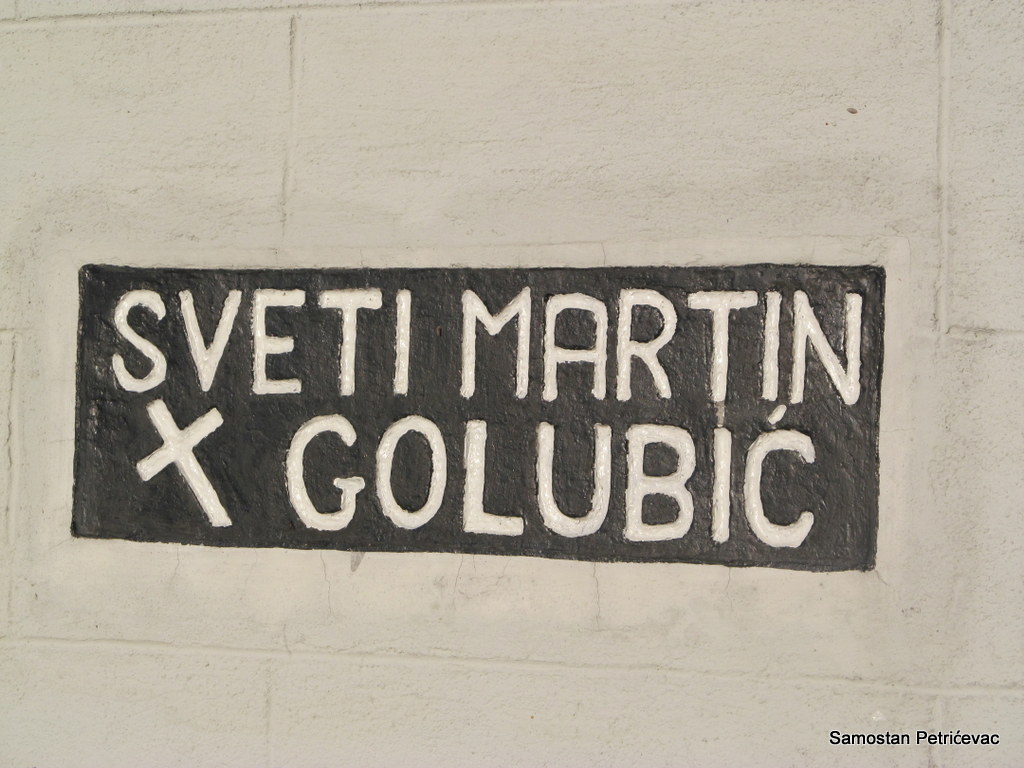 SVETI MARTIN
GOLUBIĆ
Samostan Petrićevac